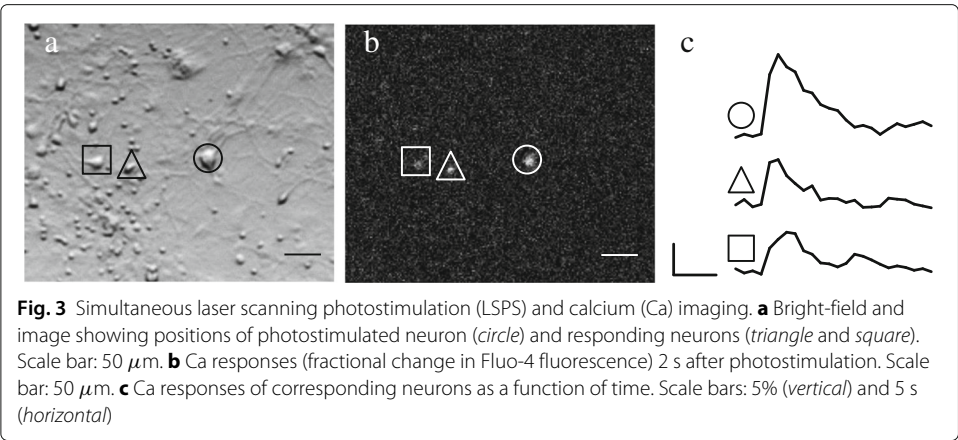 a
b
c
Fig. 3 Simultaneous laser scanning photostimulation (LSPS) and calcium (Ca) imaging. a Bright-field and
image showing positions of photostimulated neuron (circle) and responding neurons (triangle and square).
Scale bar: 50 μm. b Ca responses (fractional change in Fluo-4 fluorescence) 2 s after photostimulation. Scale
bar: 50 μm. c Ca responses of corresponding neurons as a function of time. Scale bars: 5% (vertical) and 5 s
(horizontal)